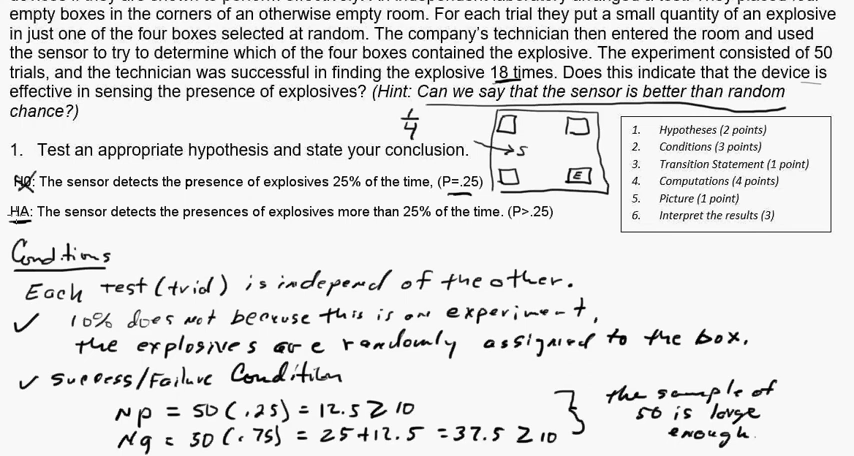 empty boxes in the corners of an otherwise empty room. For each trial they put a small quantity of an explosive
in just one of the four boxes selected at random. The company's technician then entered the room and used
the sensor to try to determine which of the four boxes contained the explosive. The experiment consisted of 50
trials, and the technician was successful in finding the explosive 18 times. Does this indicate that the device is
effective in sensing the presence of explosives? (Hint: Can we say that the sensor is better than random
chance?)
1/4
1. Test an appropriate hypothesis and state your conclusion.
S
E
H0: The sensor detects the presence of explosives 25% of the time, (P=.25)
HA: The sensor detects the presences of explosives more than 25% of the time. (P>.25)
1. Hypotheses (2 points)
2. Conditions (3 points)
3. Transition Statement (1 point)
4. Computations (4 points)
5. Picture (1 point)
6. Interpret the results (3)
Conditions
Each test (trial) is independ of the other.
✓ 10% does not because this is one experiment,
the explosives are randomly assigned to the box.
✓ Success/Failure Condition
np = 50(.25) = 12.5 ≥ 10
nq = 50(.75) = 25+12.5 = 37.5 ≥ 10
the sample of
50 is large
enough.